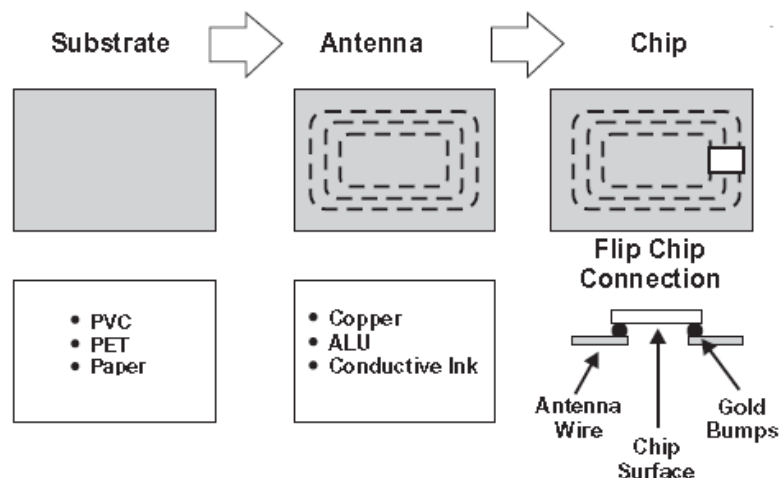 Substrate
Antenna
Chip
Flip Chip
Connection
• PVC
• PET
• Paper
• Copper
• ALU
• Conductive Ink
Antenna
Wire
Chip
Surface
Gold
Bumps